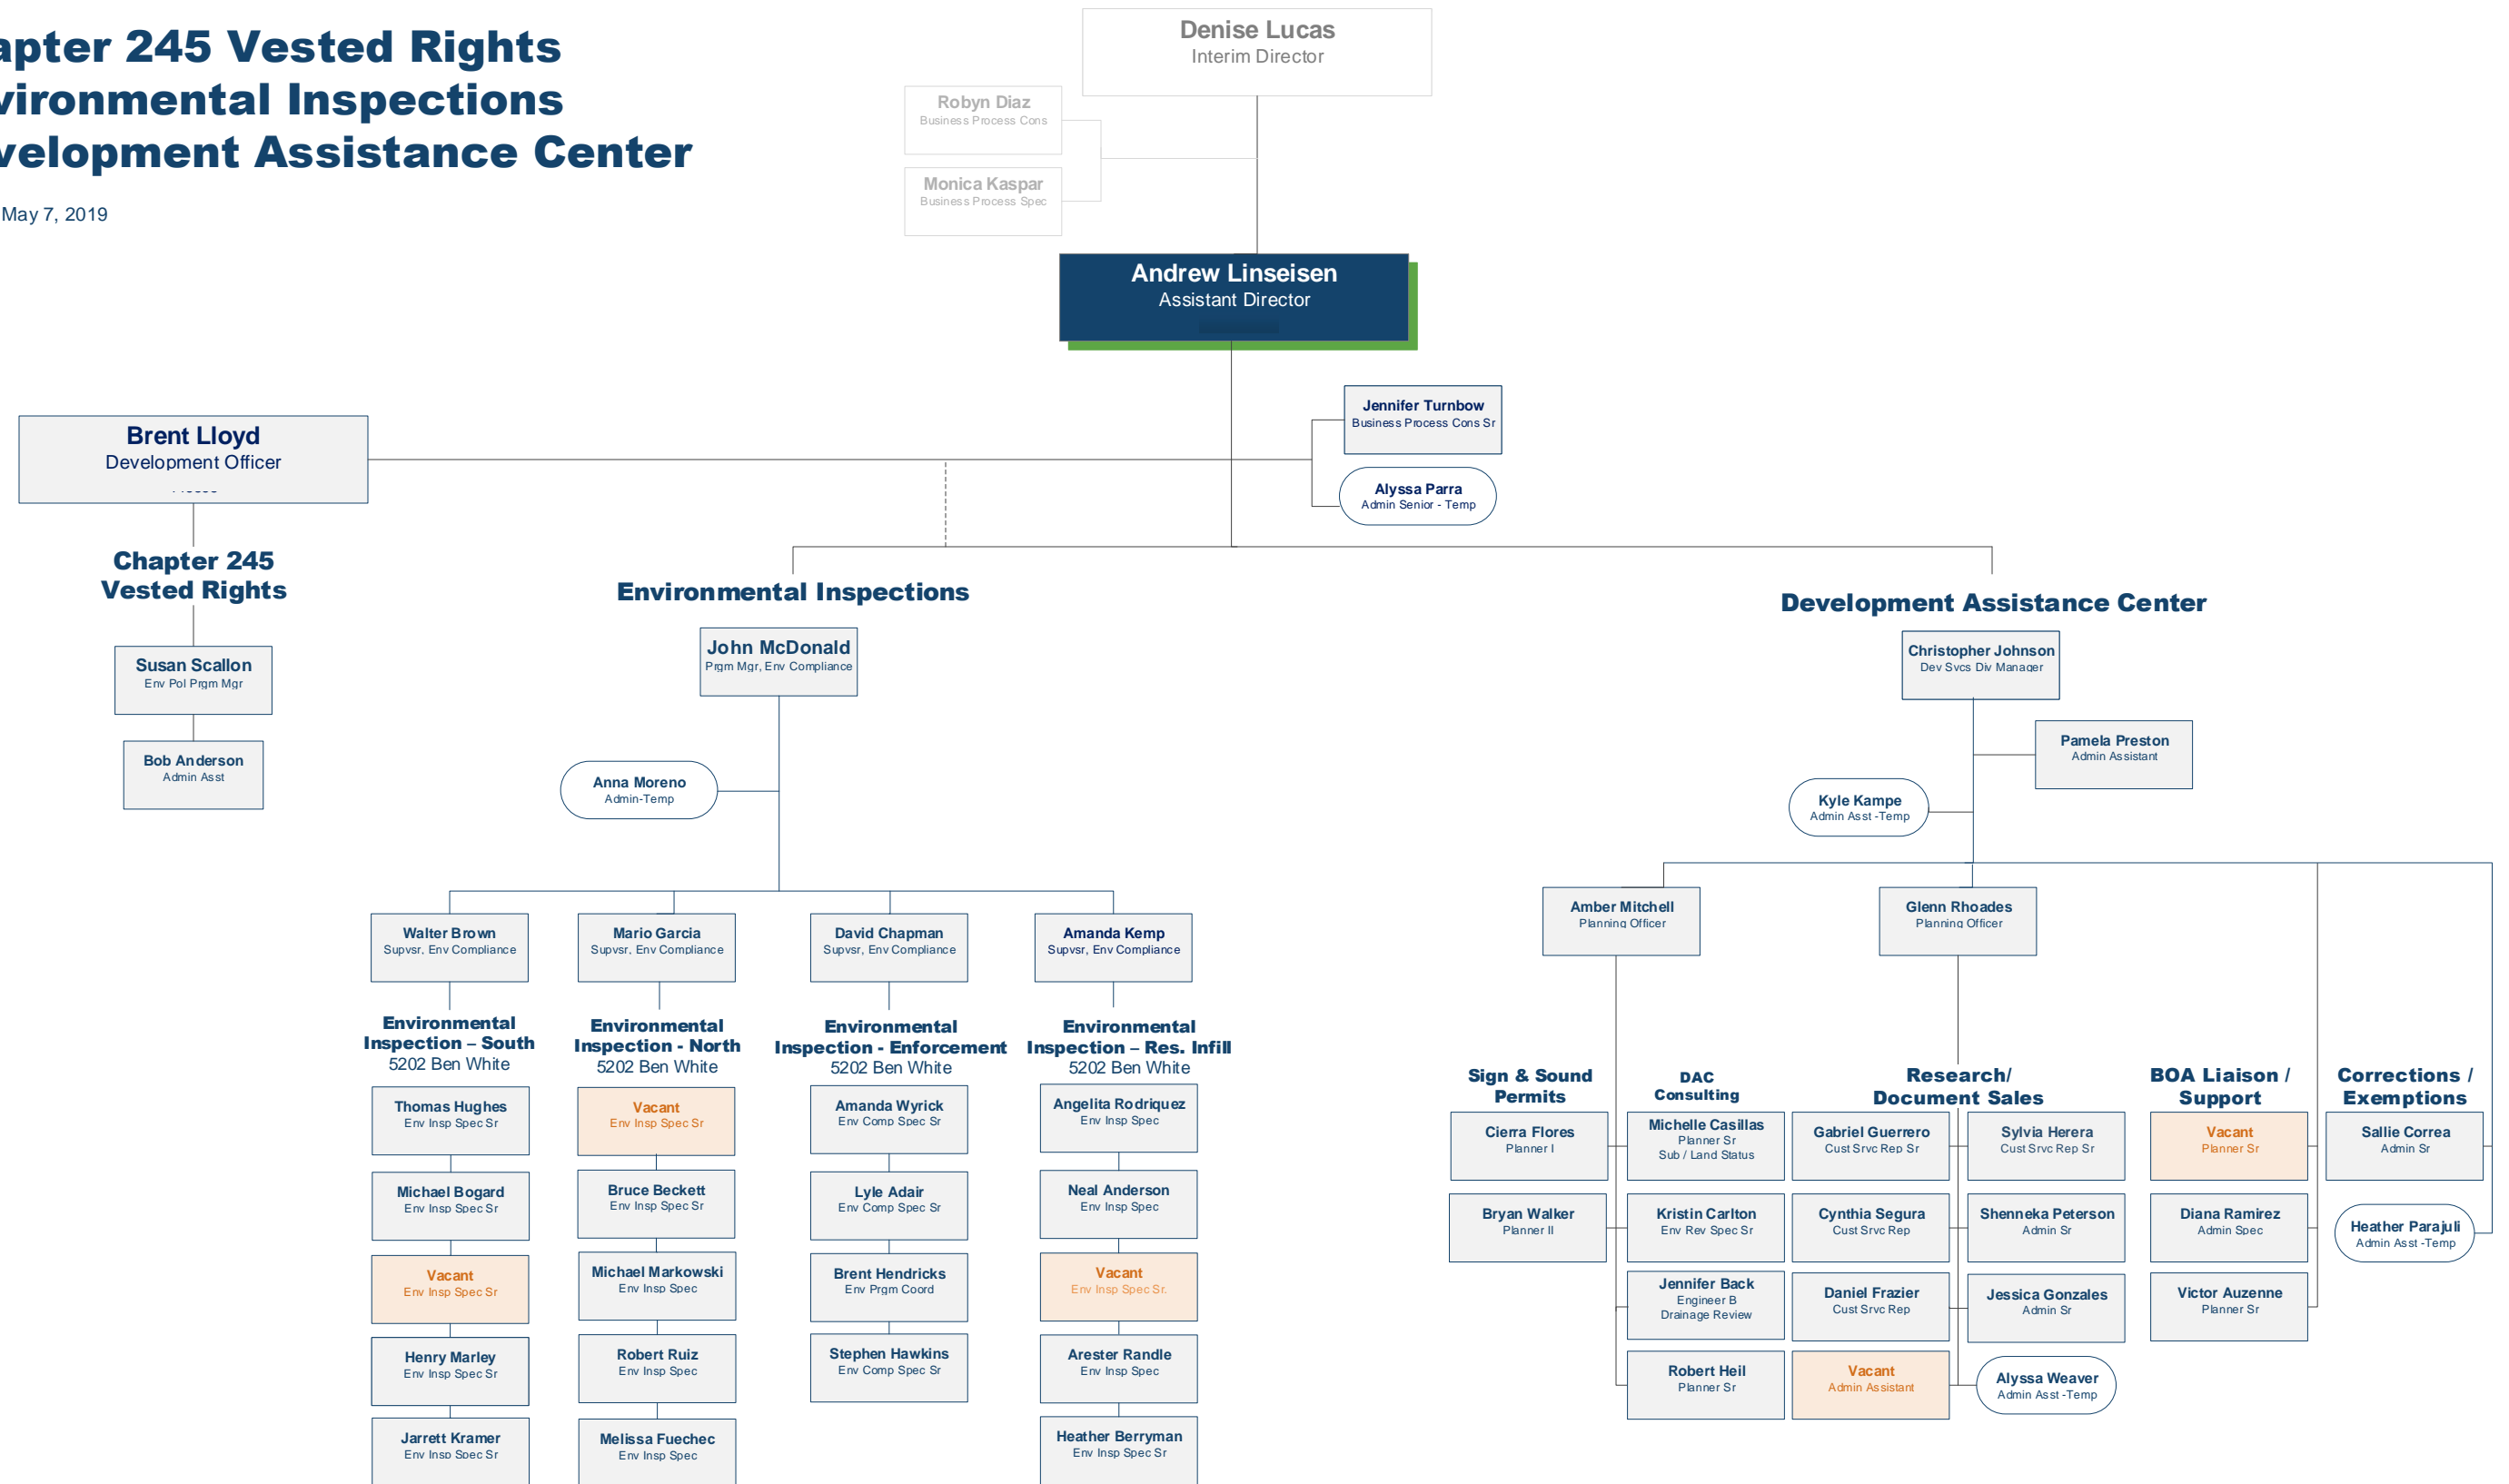 apter 245 Vested Rights
vironmental Inspections
velopment Assistance Center
May 7, 2019
Denise Lucas
Interim Director
Robyn Diaz
Business Process Cons
Monica Kaspar
Business Process Spec
Andrew Linseisen
Assistant Director
Jennifer Turnbow
Business Process Cons Sr
Alyssa Parra
Admin Senior - Temp
Brent Lloyd
Development Officer
Chapter 245
Vested Rights
Susan Scallon
Env Pol Prgm Mgr
Bob Anderson
Admin Asst
Environmental Inspections
John McDonald
Prgm Mgr, Env Compliance
Anna Moreno
Admin-Temp
Walter Brown
Supvsr, Env Compliance
Environmental
Inspection – South
5202 Ben White
Thomas Hughes
Env Insp Spec Sr
Michael Bogard
Env Insp Spec Sr
Vacant
Env Insp Spec Sr
Henry Marley
Env Insp Spec Sr
Jarrett Kramer
Env Insp Spec Sr
Mario Garcia
Supvsr, Env Compliance
Environmental
Inspection - North
5202 Ben White
Vacant
Env Insp Spec Sr
Bruce Beckett
Env Insp Spec Sr
Michael Markowski
Env Insp Spec
Robert Ruiz
Env Insp Spec
Melissa Fuechec
Env Insp Spec
David Chapman
Supvsr, Env Compliance
Environmental
Inspection - Enforcement
5202 Ben White
Amanda Wyrick
Env Comp Spec Sr
Lyle Adair
Env Comp Spec Sr
Brent Hendricks
Env Prgm Coord
Stephen Hawkins
Env Comp Spec Sr
Amanda Kemp
Supvsr, Env Compliance
Environmental
Inspection – Res. Infill
5202 Ben White
Angelita Rodriquez
Env Insp Spec
Neal Anderson
Env Insp Spec
Vacant
Env Insp Spec Sr.
Arester Randle
Env Insp Spec
Heather Berryman
Env Insp Spec Sr
Development Assistance Center
Christopher Johnson
Dev Svcs Div Manager
Pamela Preston
Admin Assistant
Kyle Kampe
Admin Asst -Temp
Amber Mitchell
Planning Officer
Glenn Rhoades
Planning Officer
Sign & Sound
Permits
Cierra Flores
Planner I
Bryan Walker
Planner II
DAC
Consulting
Michelle Casillas
Planner Sr
Sub / Land Status
Kristin Carlton
Env Rev Spec Sr
Jennifer Back
Engineer B
Drainage Review
Robert Heil
Planner Sr
Research/
Document Sales
Gabriel Guerrero
Cust Srvc Rep Sr
Cynthia Segura
Cust Srvc Rep
Daniel Frazier
Cust Srvc Rep
Vacant
Admin Assistant
Sylvia Herera
Cust Srvc Rep Sr
Shenneka Peterson
Admin Sr
Jessica Gonzales
Admin Sr
Alyssa Weaver
Admin Asst -Temp
BOA Liaison /
Support
Vacant
Planner Sr
Diana Ramirez
Admin Spec
Victor Auzenne
Planner Sr
Corrections /
Exemptions
Sallie Correa
Admin Sr
Heather Parajuli
Admin Asst -Temp